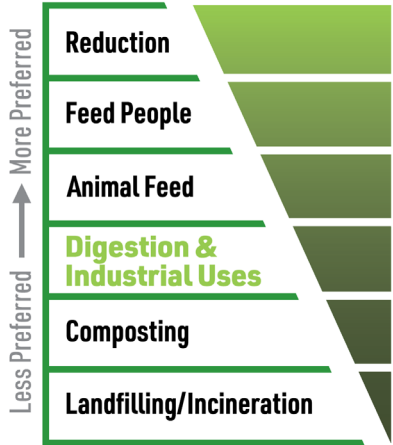 More Preferred
Less Preferred
Reduction
Feed People
Animal Feed
Digestion &
Industrial Uses
Composting
Landfilling/Incineration